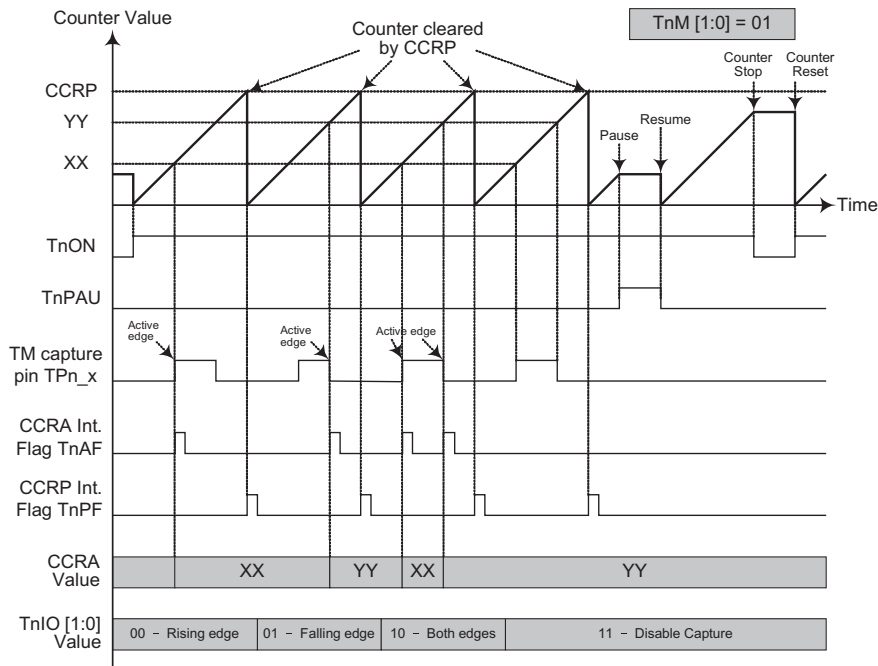 Counter Value
TnM [1:0] = 01
Counter cleared
by CCRP
Counter
Stop
Counter
Reset
CCRP
YY
XX
Pause
Resume
Time
TnON
TnPAU
Active
edge
Active
edge
Active edge
TM capture
pin TPn_x
CCRA Int.
Flag TnAF
CCRP Int.
Flag TnPF
CCRA
Value
XX
YY
XX
YY
TnIO [1:0]
Value
00 – Rising edge
01 – Falling edge
10 – Both edges
11 – Disable Capture